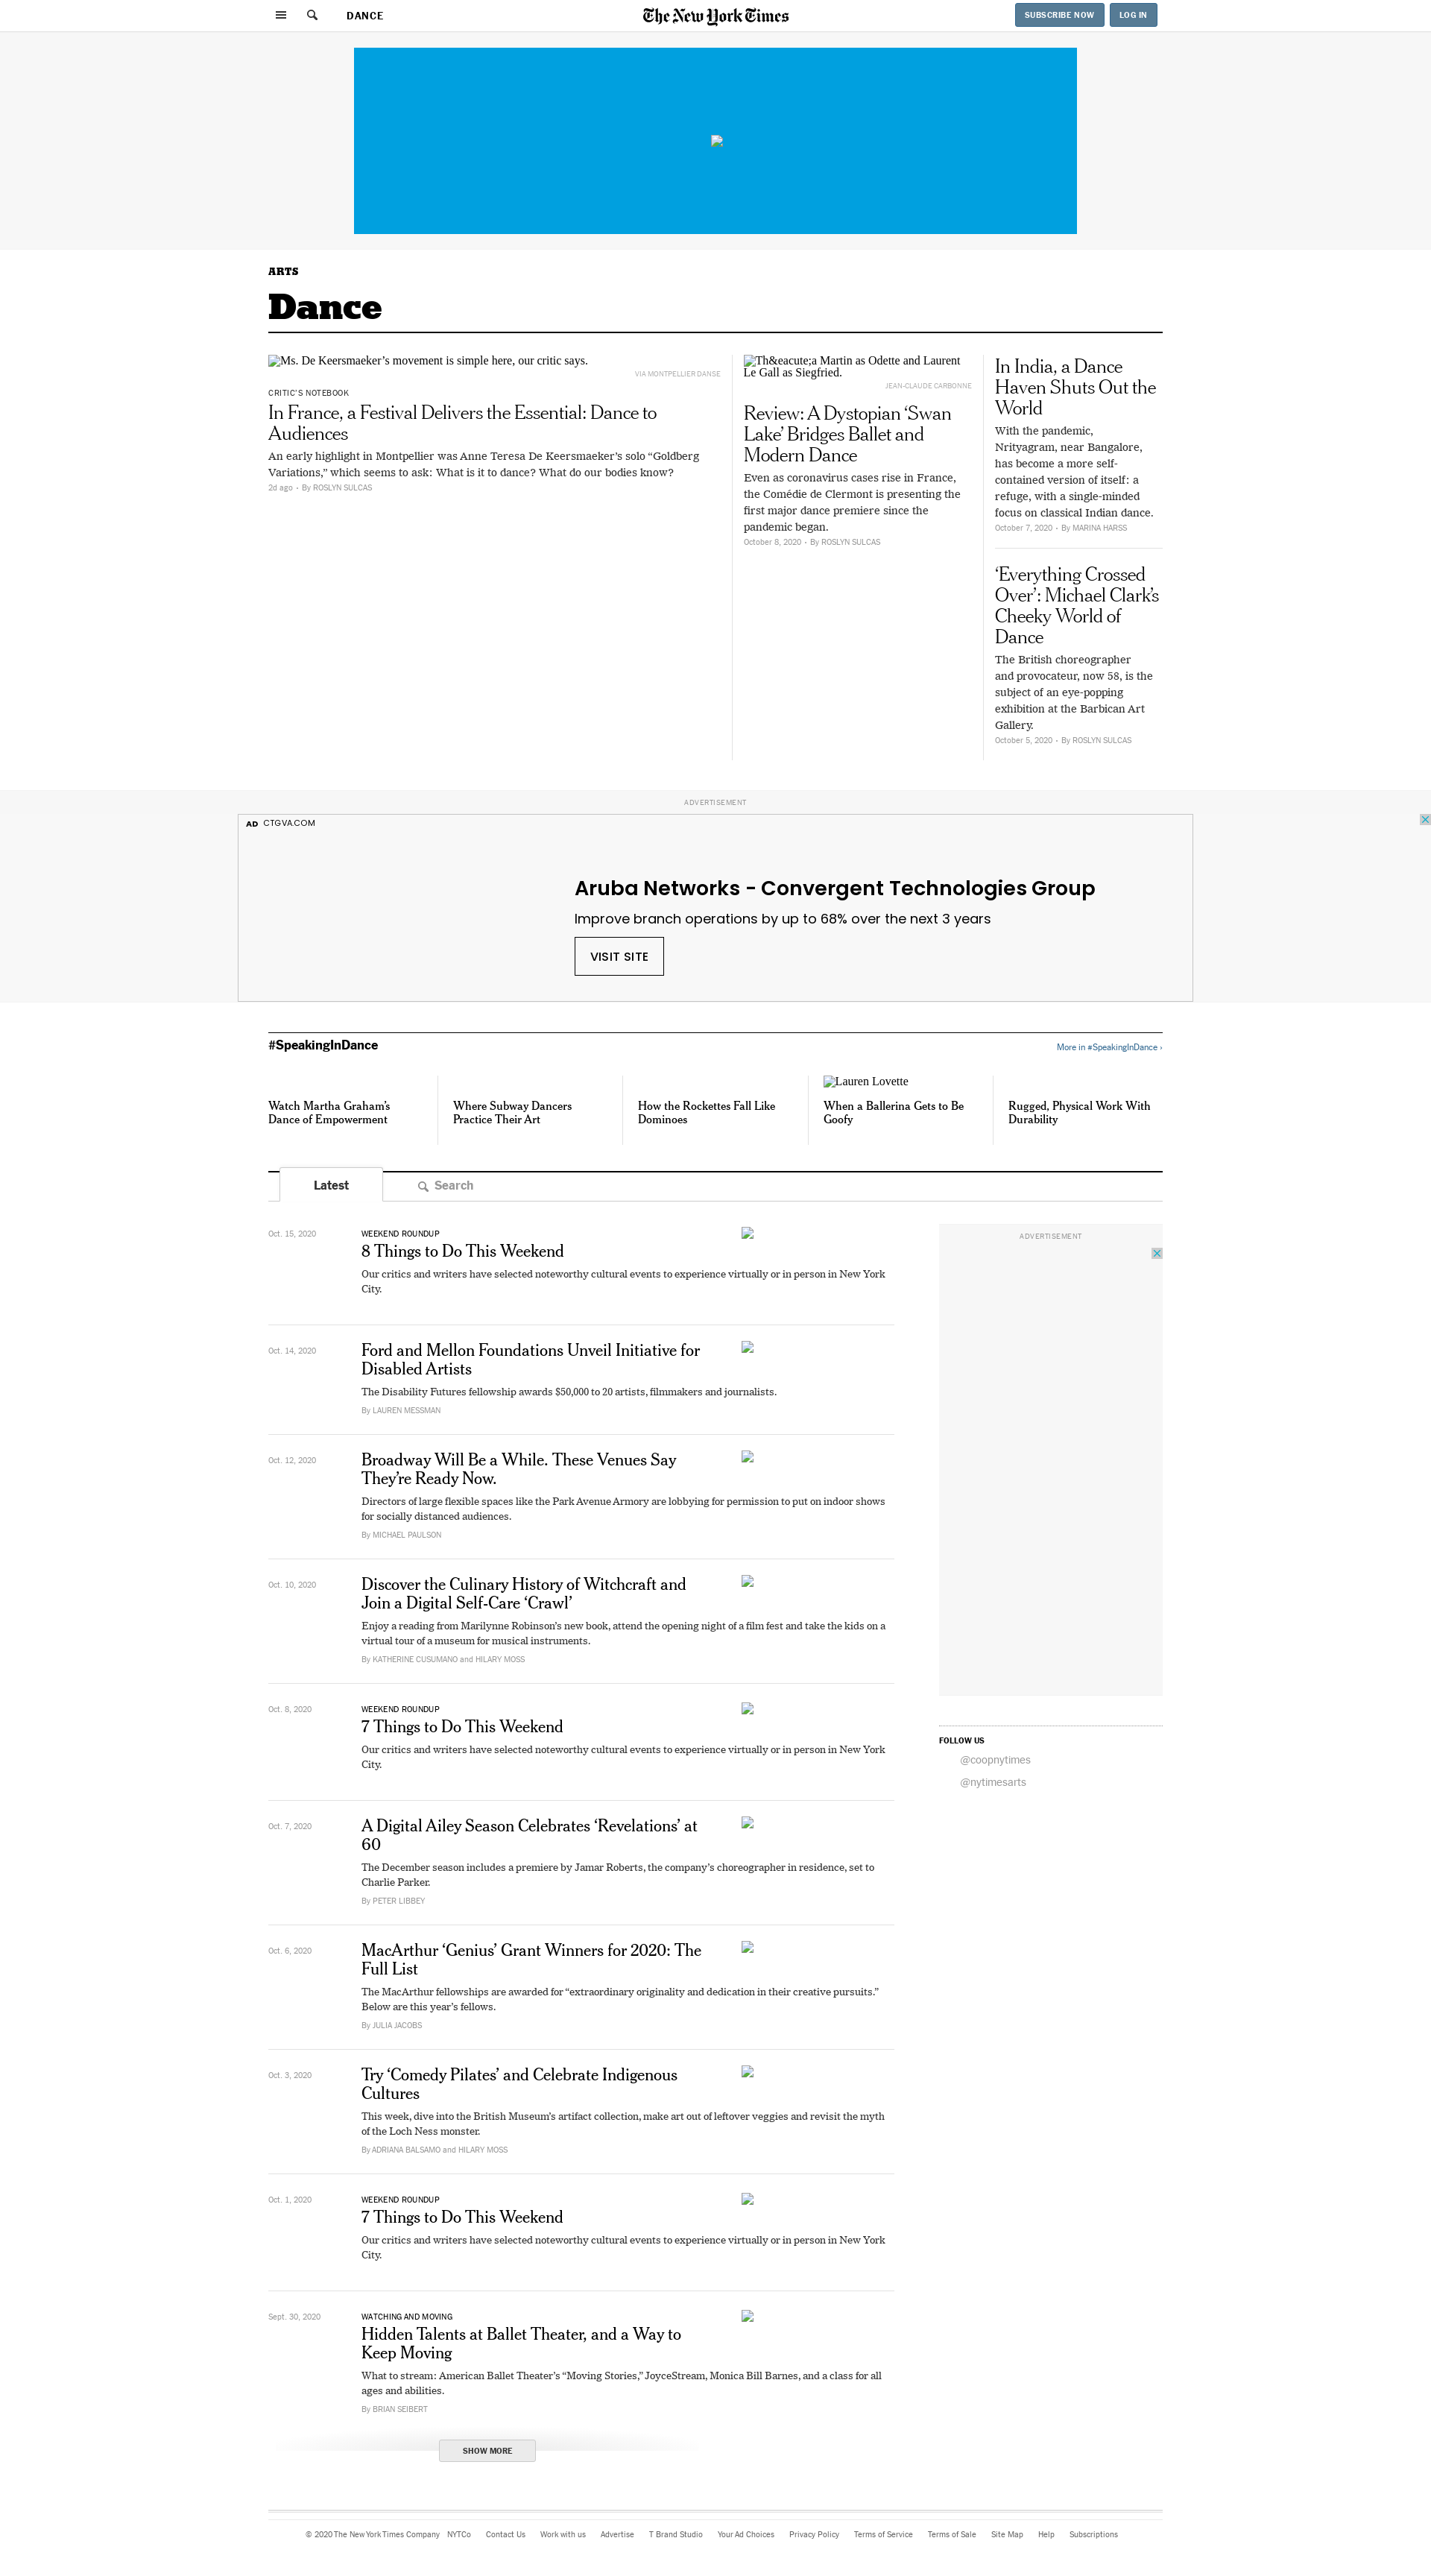 DANCE
The New York Times
SUBSCRIBE NOW
LOG IN
ARTS
Dance
Ms. De Keersmaeker’s movement is simple here, our critic says.
VIA MONTPELLIER DANSE
CRITIC’S NOTEBOOK
In France, a Festival Delivers the Essential: Dance to
Audiences
An early highlight in Montpellier was Anne Teresa De Keersmaeker’s solo “Goldberg
Variations,” which seems to ask: What is it to dance? What do our bodies know?
2d ago • By ROSLYN SULCAS
Th&eacute;a Martin as Odette and Laurent
Le Gall as Siegfried.
JEAN-CLAUDE CARBONNE
Review: A Dystopian ‘Swan
Lake’ Bridges Ballet and
Modern Dance
Even as coronavirus cases rise in France,
the Comédie de Clermont is presenting the
first major dance premiere since the
pandemic began.
October 8, 2020 • By ROSLYN SULCAS
In India, a Dance
Haven Shuts Out the
World
With the pandemic,
Nrityagram, near Bangalore,
has become a more self-
contained version of itself: a
refuge, with a single-minded
focus on classical Indian dance.
October 7, 2020 • By MARINA HARSS
‘Everything Crossed
Over’: Michael Clark’s
Cheeky World of
Dance
The British choreographer
and provocateur, now 58, is the
subject of an eye-popping
exhibition at the Barbican Art
Gallery.
October 5, 2020 • By ROSLYN SULCAS
ADVERTISEMENT
AD CTGVA.COM
Aruba Networks - Convergent Technologies Group
Improve branch operations by up to 68% over the next 3 years
VISIT SITE
#SpeakingInDance
More in #SpeakingInDance ›
Watch Martha Graham’s
Dance of Empowerment
Where Subway Dancers
Practice Their Art
How the Rockettes Fall Like
Dominoes
Lauren Lovette
When a Ballerina Gets to Be
Goofy
Rugged, Physical Work With
Durability
Latest
Search
Oct. 15, 2020
WEEKEND ROUNDUP
8 Things to Do This Weekend
Our critics and writers have selected noteworthy cultural events to experience virtually or in person in New York
City.
ADVERTISEMENT
Oct. 14, 2020
Ford and Mellon Foundations Unveil Initiative for
Disabled Artists
The Disability Futures fellowship awards $50,000 to 20 artists, filmmakers and journalists.
By LAUREN MESSMAN
Oct. 12, 2020
Broadway Will Be a While. These Venues Say
They’re Ready Now.
Directors of large flexible spaces like the Park Avenue Armory are lobbying for permission to put on indoor shows
for socially distanced audiences.
By MICHAEL PAULSON
Oct. 10, 2020
Discover the Culinary History of Witchcraft and
Join a Digital Self-Care ‘Crawl’
Enjoy a reading from Marilynne Robinson’s new book, attend the opening night of a film fest and take the kids on a
virtual tour of a museum for musical instruments.
By KATHERINE CUSUMANO and HILARY MOSS
Oct. 8, 2020
WEEKEND ROUNDUP
7 Things to Do This Weekend
Our critics and writers have selected noteworthy cultural events to experience virtually or in person in New York
City.
FOLLOW US
@coopnytimes
@nytimesarts
Oct. 7, 2020
A Digital Ailey Season Celebrates ‘Revelations’ at
60
The December season includes a premiere by Jamar Roberts, the company’s choreographer in residence, set to
Charlie Parker.
By PETER LIBBEY
Oct. 6, 2020
MacArthur ‘Genius’ Grant Winners for 2020: The
Full List
The MacArthur fellowships are awarded for “extraordinary originality and dedication in their creative pursuits.”
Below are this year’s fellows.
By JULIA JACOBS
Oct. 3, 2020
Try ‘Comedy Pilates’ and Celebrate Indigenous
Cultures
This week, dive into the British Museum’s artifact collection, make art out of leftover veggies and revisit the myth
of the Loch Ness monster.
By ADRIANA BALSAMO and HILARY MOSS
Oct. 1, 2020
WEEKEND ROUNDUP
7 Things to Do This Weekend
Our critics and writers have selected noteworthy cultural events to experience virtually or in person in New York
City.
Sept. 30, 2020
WATCHING AND MOVING
Hidden Talents at Ballet Theater, and a Way to
Keep Moving
What to stream: American Ballet Theater’s “Moving Stories,” JoyceStream, Monica Bill Barnes, and a class for all
ages and abilities.
By BRIAN SEIBERT
SHOW MORE
© 2020 The New York Times Company NYTCo Contact Us Work with us Advertise T Brand Studio Your Ad Choices Privacy Policy Terms of Service Terms of Sale Site Map Help Subscriptions